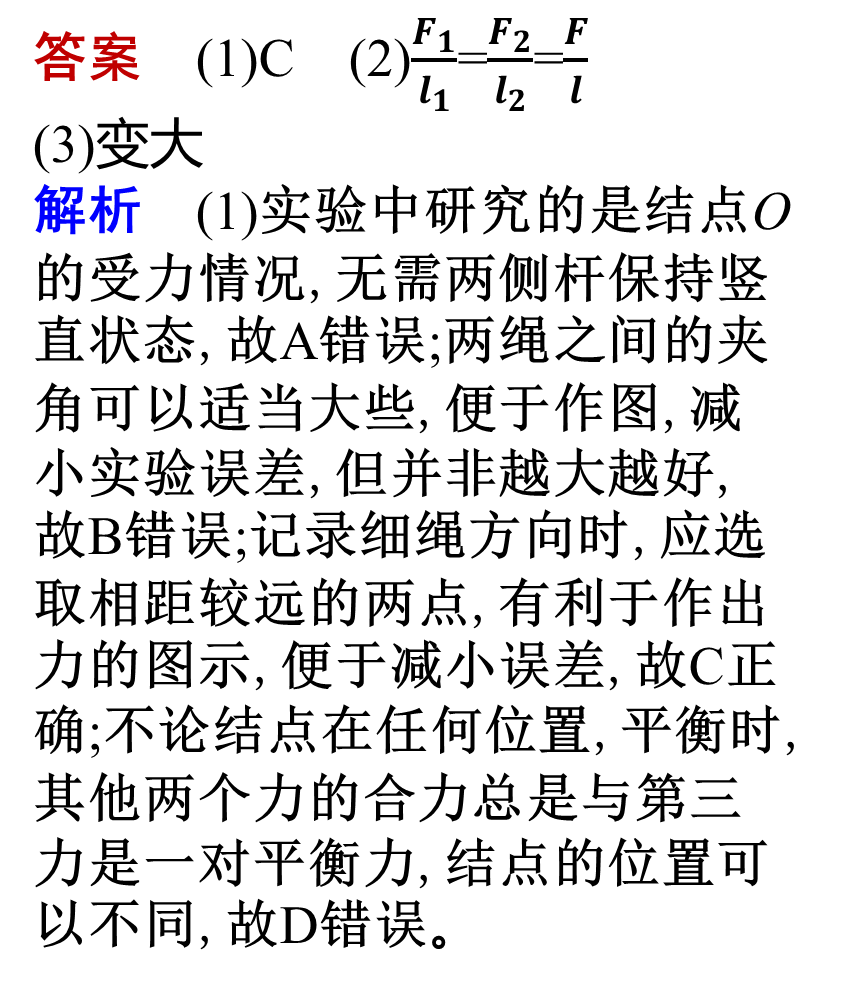 答案 (1)C (2)F₁/l₁=F₂/l₂=F/l
(3)变大
解析 (1)实验中研究的是结点O
的受力情况,无需两侧杆保持竖
直状态,故A错误;两绳之间的夹
角可以适当大些,便于作图,减
小实验误差,但并非越大越好,
故B错误;记录细绳方向时,应选
取相距较远的两点,有利于作出
力的图示,便于减小误差,故C正
确;不论结点在任何位置,平衡时,
其他两个力的合力总是与第三
力是一对平衡力,结点的位置可
以不同,故D错误。